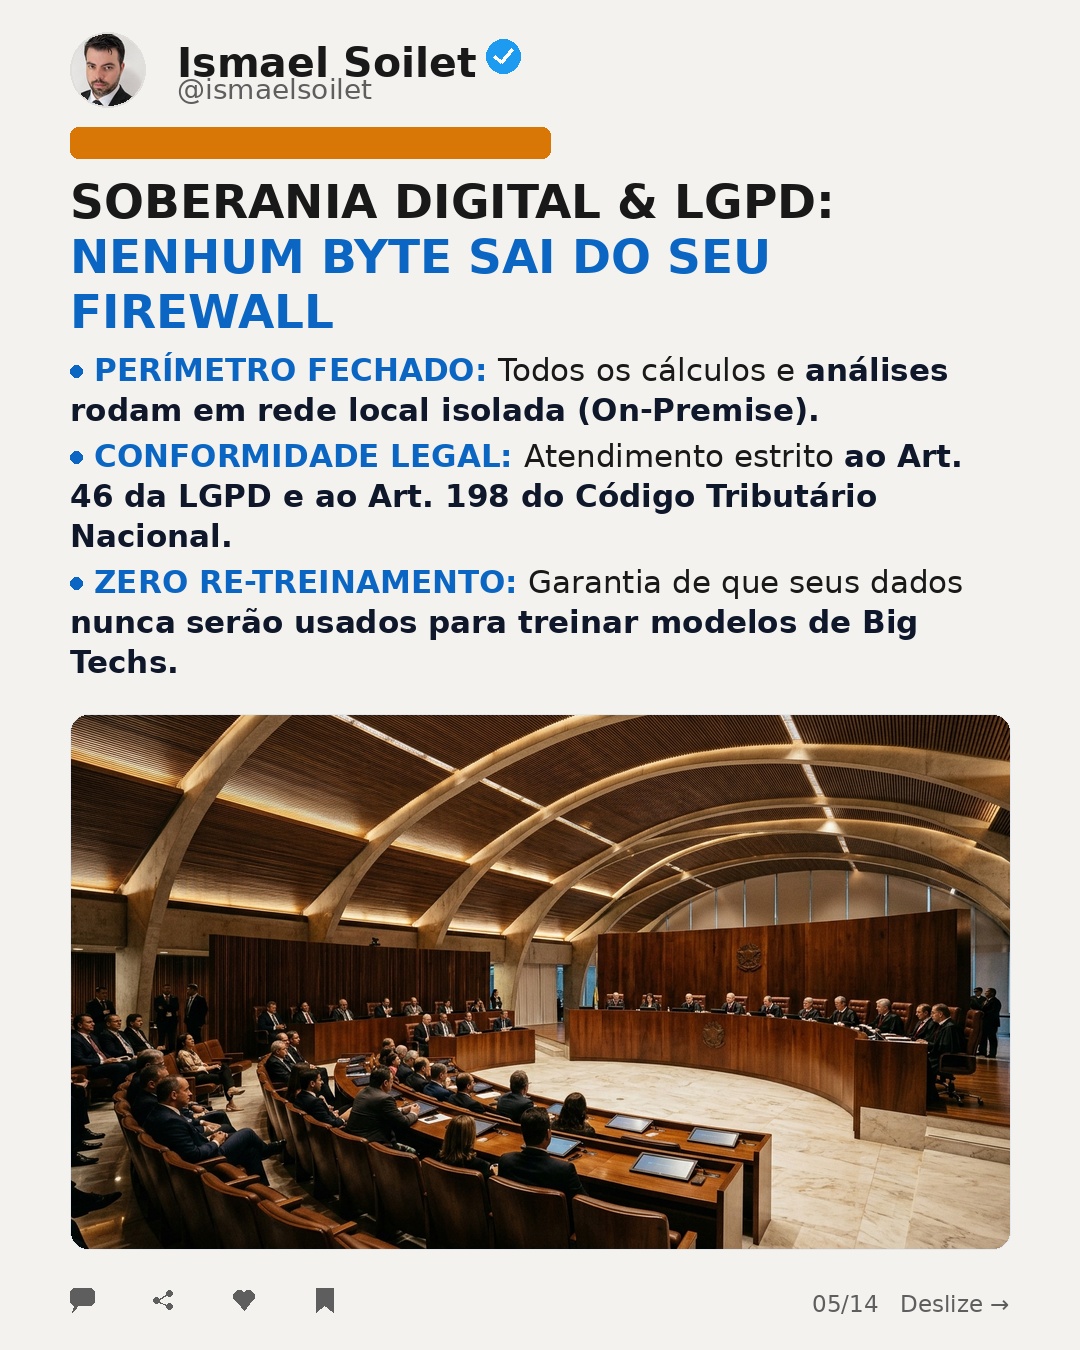 Ismael Soilet
@ismaelsoilet
SOBERANIA DIGITAL & LGPD:
NENHUM BYTE SAI DO SEU
FIREWALL
• PERÍMETRO FECHADO: Todos os cálculos e análises
rodam em rede local isolada (On-Premise).
• CONFORMIDADE LEGAL: Atendimento estrito ao Art.
46 da LGPD e ao Art. 198 do Código Tributário
Nacional.
• ZERO RE-TREINAMENTO: Garantia de que seus dados
nunca serão usados para treinar modelos de Big
Techs.
05/14 Deslize →